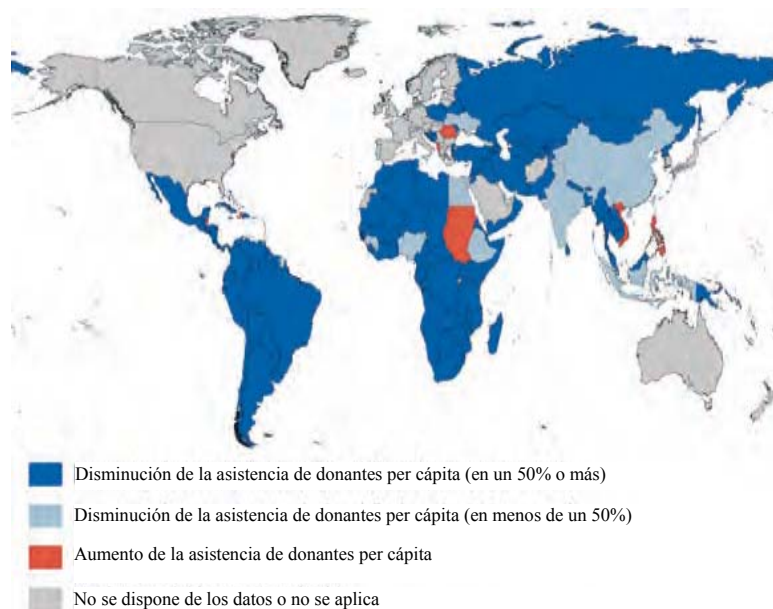 Disminución de la asistencia de donantes per cápita (en un 50% o más)
Disminución de la asistencia de donantes per cápita (en menos de un 50%)
Aumento de la asistencia de donantes per cápita
No se dispone de los datos o no se aplica